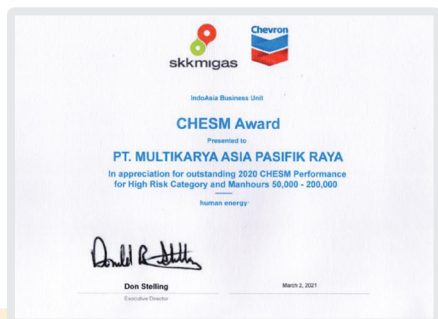 skkmigas
Chevron
IndoAsia Business Unit
CHESM Award
Presented to
PT. MULTIKARYA ASIA PASIFIK RAYA
In appreciation for outstanding 2020 CHESM Performance
for High Risk Category and Manhours 50,000 - 200,000
human energy
Don Stelling
March 2, 2021
Executive Director